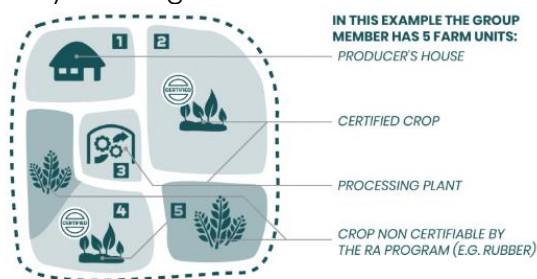 IN THIS EXAMPLE THE GROUP
MEMBER HAS 5 FARM UNITS:
1
2
PRODUCER'S HOUSE
CERTIFIED
CERTIFIED CROP
3
PROCESSING PLANT
CERTIFIED
4
5
CROP NON CERTIFIABLE BY
THE RA PROGRAM (E.G. RUBBER)